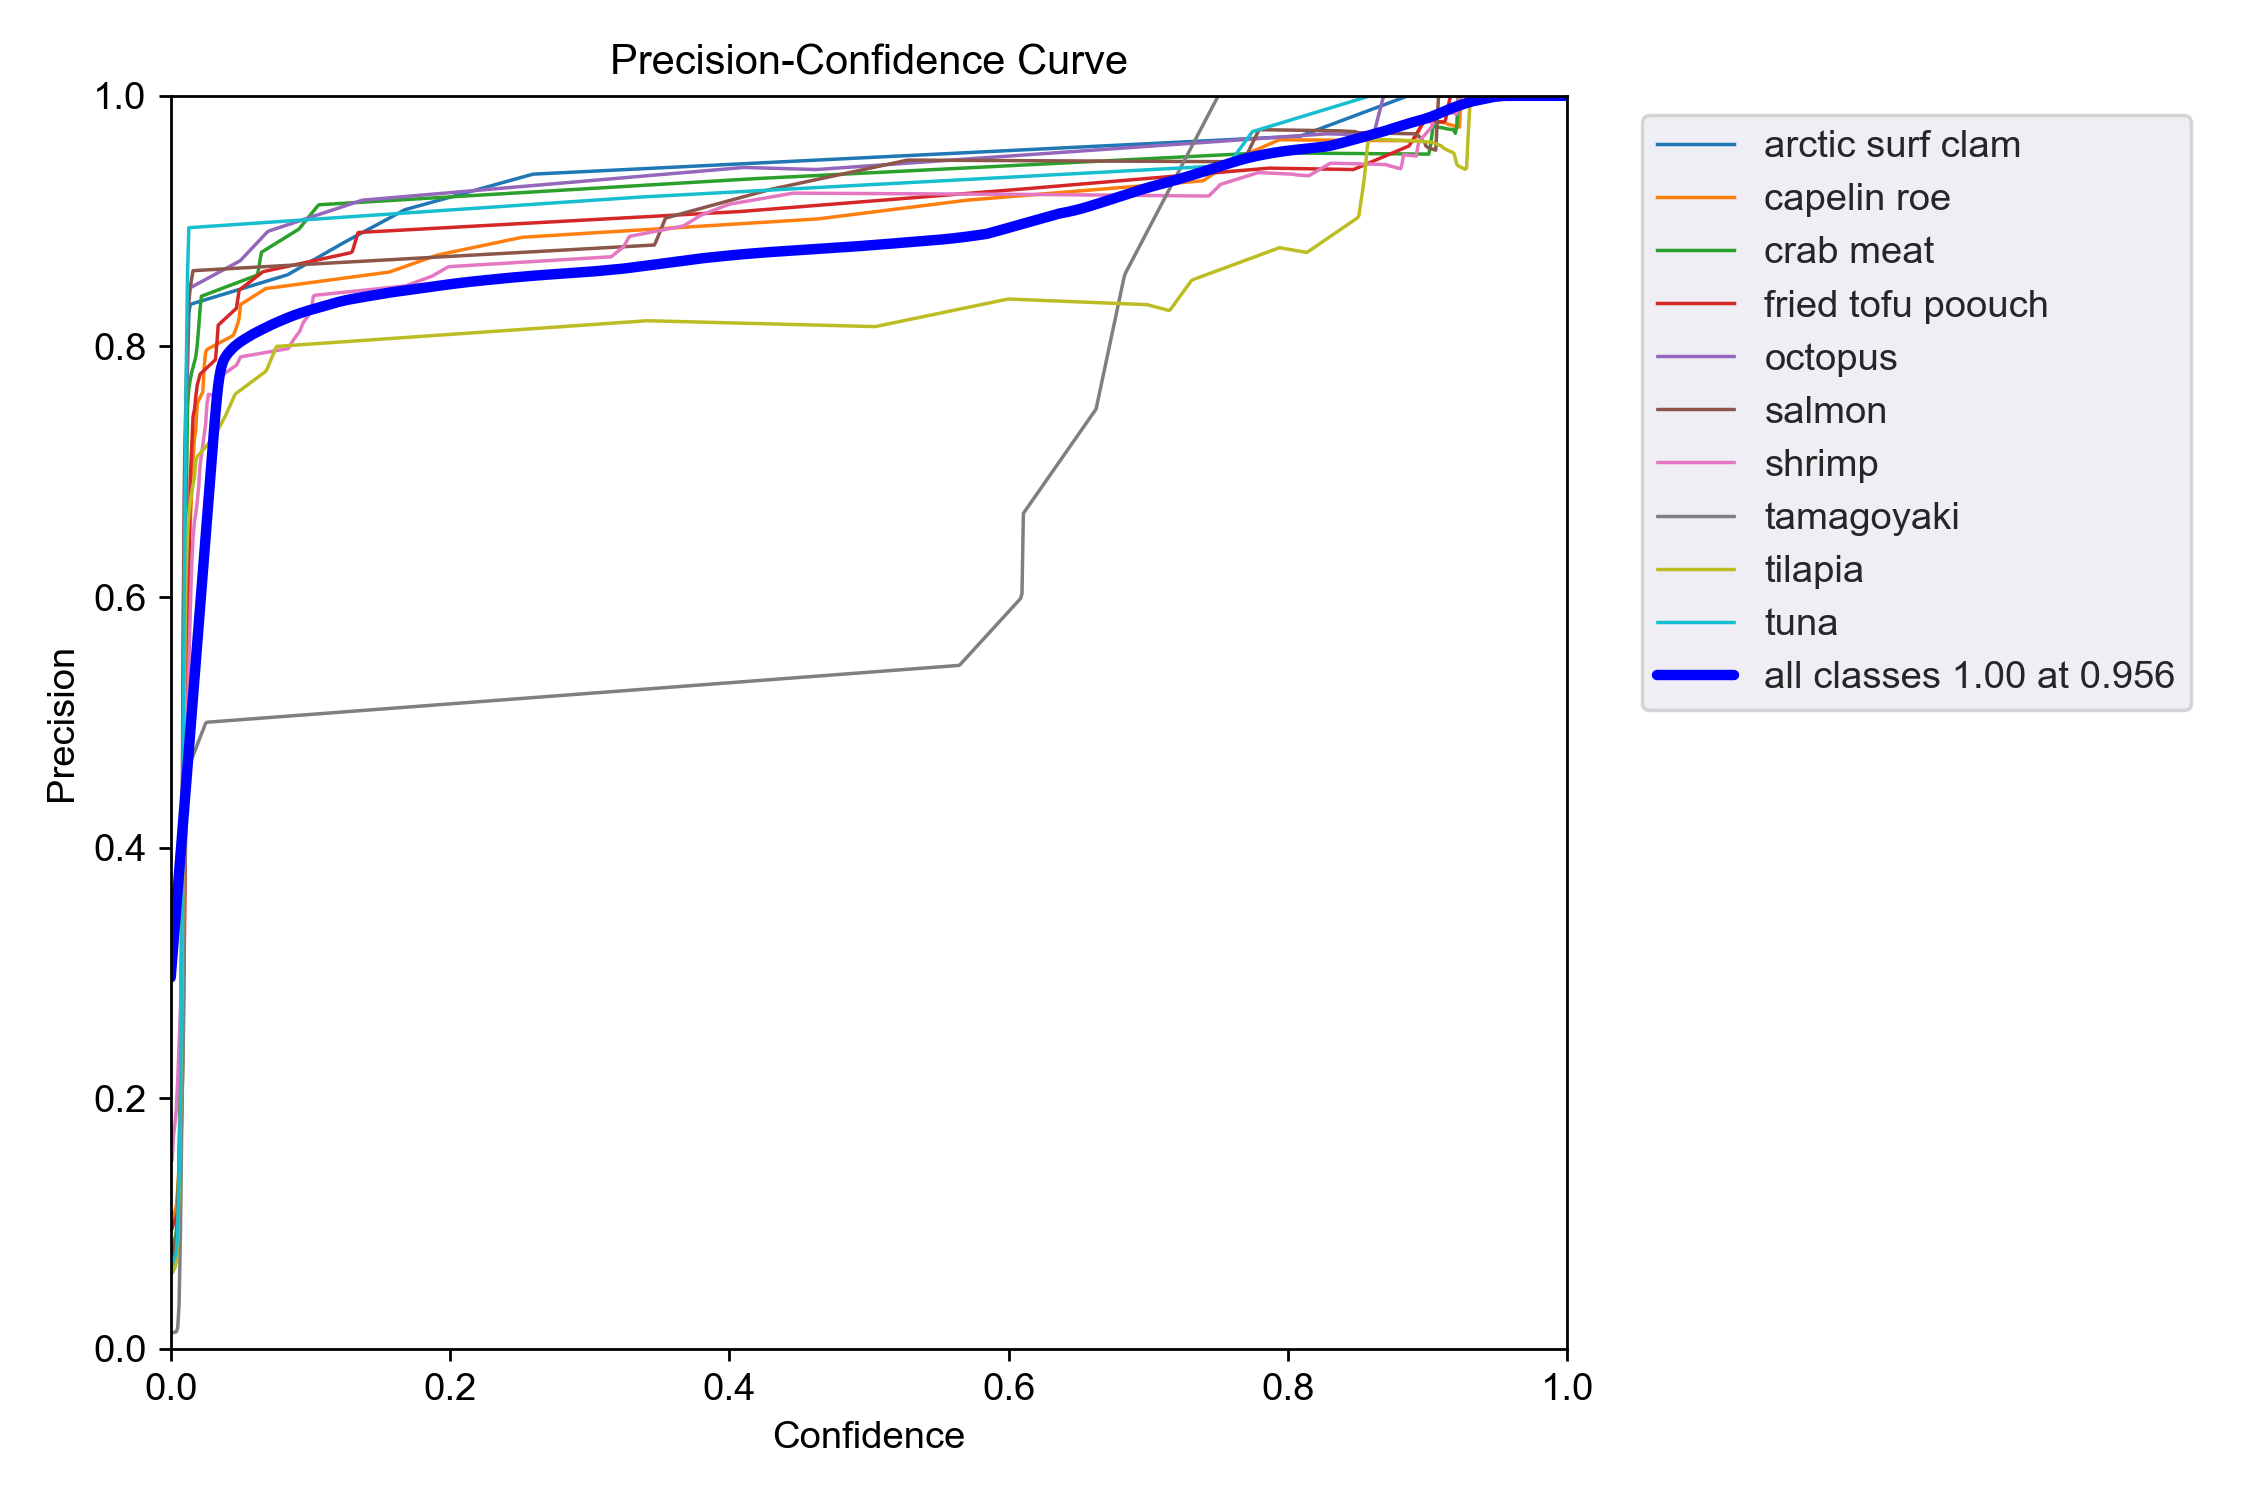 Precision-Confidence Curve
1.0
0.8
0.6
0.4
0.2
0.0
Precision
0.0 0.2 0.4 0.6 0.8 1.0
Confidence
arctic surf clam
capelin roe
crab meat
fried tofu poouch
octopus
salmon
shrimp
tamagoyaki
tilapia
tuna
all classes 1.00 at 0.956